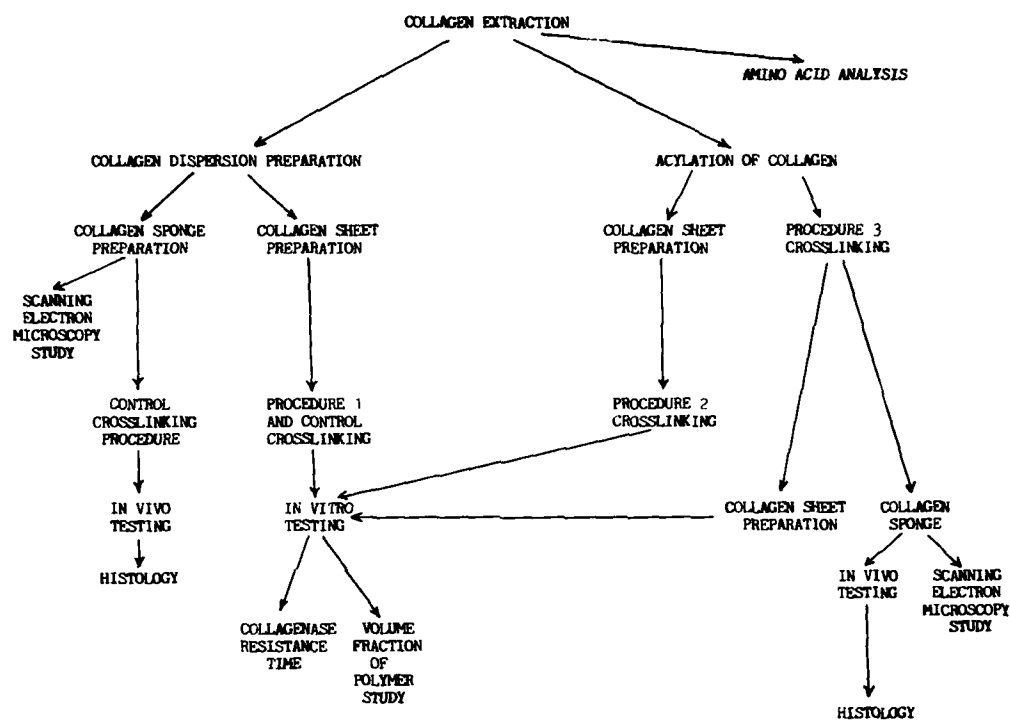 COLLAGEN EXTRACTION
AMINO ACID ANALYSIS
COLLAGEN DISPERSION PREPARATION
ACYLATION OF COLLAGEN
COLLAGEN SPONGE
PREPARATION
COLLAGEN SHEET
PREPARATION
COLLAGEN SHEET
PREPARATION
PROCEDURE 3
CROSSLINKING
SCANNING
ELECTRON
MICROSCOPY
STUDY
CONTROL
CROSSLINKING
PROCEDURE
PROCEDURE 1
AND CONTROL
CROSSLINKING
PROCEDURE 2
CROSSLINKING
IN VIVO
TESTING
IN VITRO
TESTING
COLLAGEN SHEET
PREPARATION
COLLAGEN
SPONGE
HISTOLOGY
IN VIVO
TESTING
SCANNING
ELECTRON
MICROSCOPY
STUDY
COLLAGENASE
RESISTANCE
TIME
VOLUME
FRACTION
OF
POLYMER
STUDY
HISTOLOGY